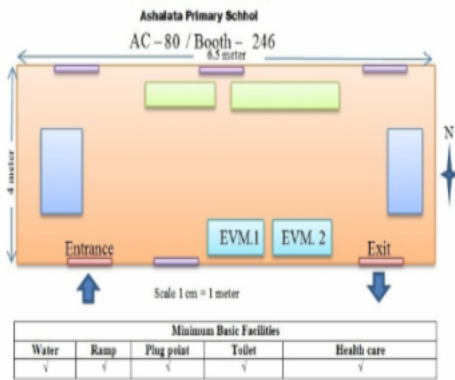 Ashalata Primary Schhol
AC – 80 / Booth – 246
6.5 meter
4 meter
N
EVM.1 EVM. 2
Entrance Exit
Scale 1 cm = 1 meter
Minimum Basic Facilities
Water Ramp Plug point Toilet Health care
√ √ √ √ √